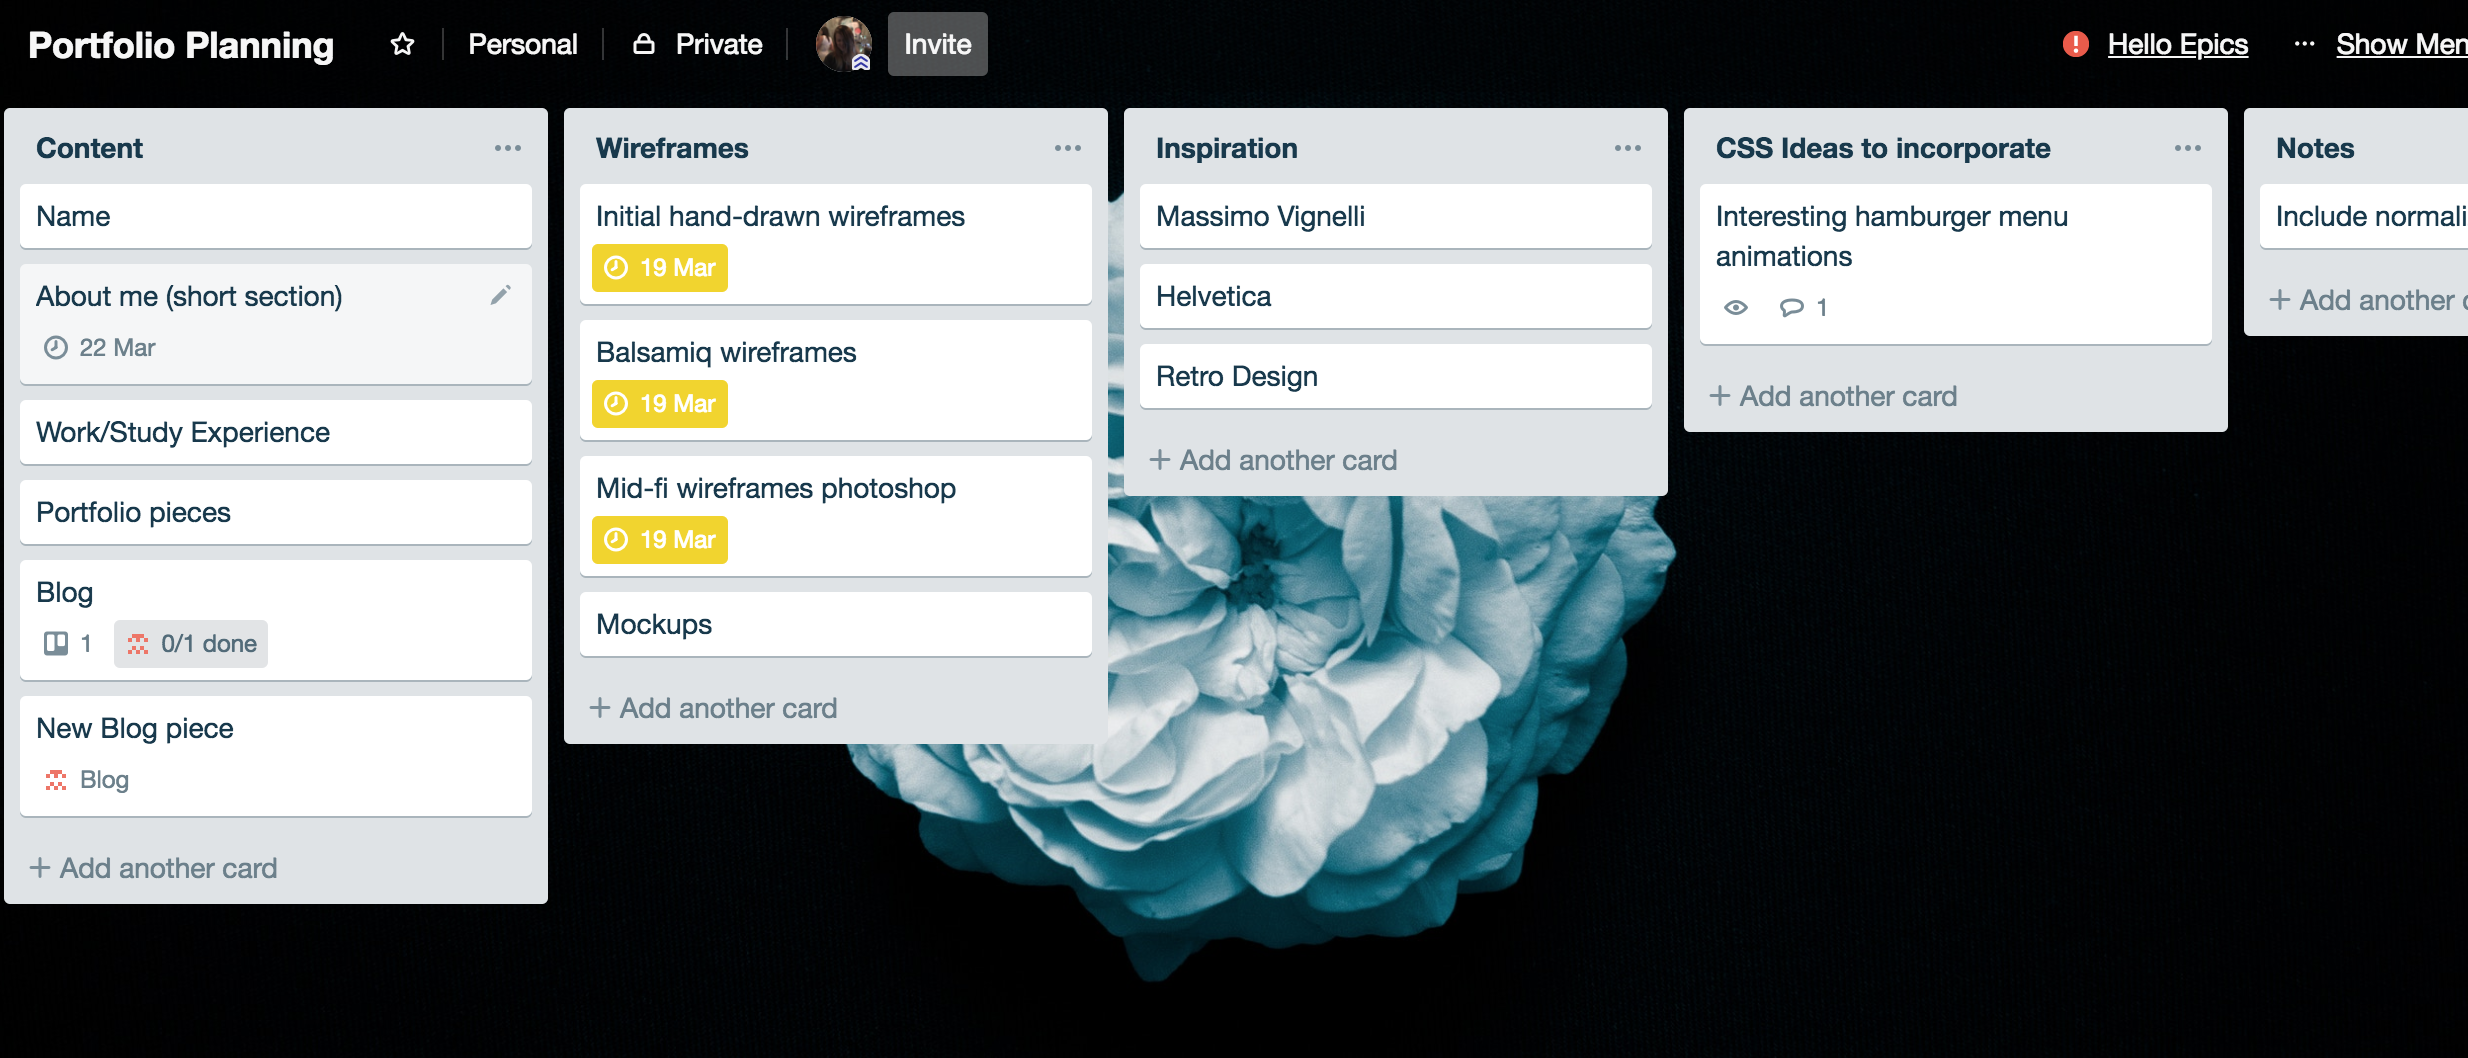 Portfolio Planning
Personal
Private
Invite
Hello Epics
Show
Content
Name
About me (short section)
22 Mar
Work/Study Experience
Portfolio pieces
Blog
1
0/1 done
New Blog piece
Blog
+ Add another card
Wireframes
Initial hand-drawn wireframes
19 Mar
Balsamiq wireframes
19 Mar
Mid-fi wireframes photoshop
19 Mar
Mockups
+ Add another card
Inspiration
Massimo Vignelli
Helvetica
Retro Design
+ Add another card
CSS Ideas to incorporate
Interesting hamburger menu
animations
1
+ Add another card
Notes
Include
+ Add another